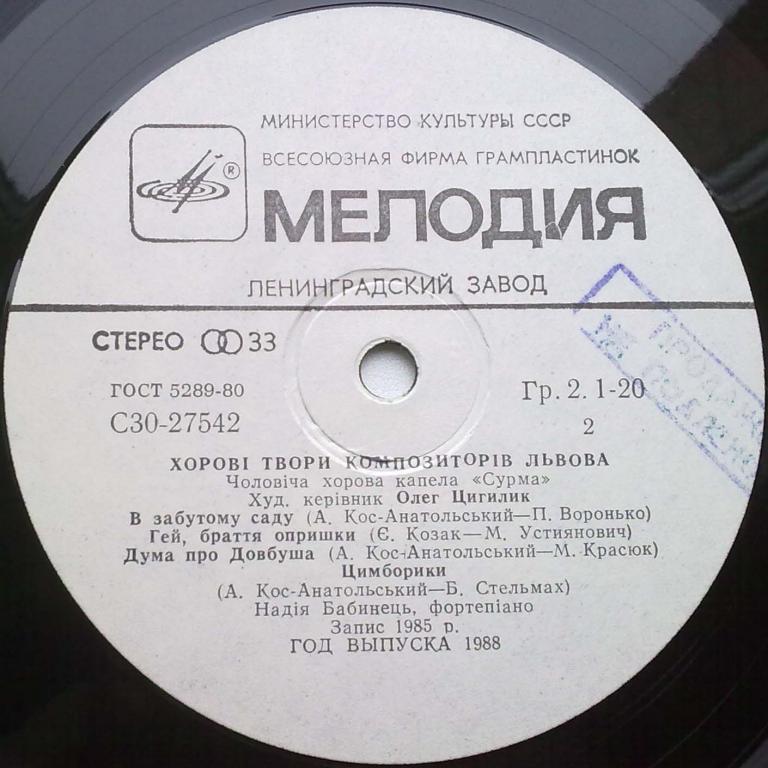 МИНИСТЕРСТВО КУЛЬТУРЫ СССР
ВСЕСОЮЗНАЯ ФИРМА ГРАМПЛАСТИНОК
®
МЕЛОДИЯ
ЛЕНИНГРАДСКИЙ ЗАВОД
СТЕРЕО 33
ГОСТ 5289-80
Гр. 2. 1-20
С30-27542
2
ПРОДАЖЕ
НЕ ПОДЛЕЖИТ
ХОРОВІ ТВОРИ КОМПОЗИТОРІВ ЛЬВОВА
Чоловіча хорова капела «Сурма»
Худ. керівник Олег Цигилик
В забутому саду (А. Кос-Анатольський—П. Воронько)
Гей, браття опришки (Є. Козак—М. Устиянович)
Дума про Довбуша (А. Кос-Анатольський—М. Красюк)
Цимборики
(А. Кос-Анатольський—Б. Стельмах)
Надія Бабинець, фортепіано
Запис 1985 р.
ГОД ВЫПУСКА 1988